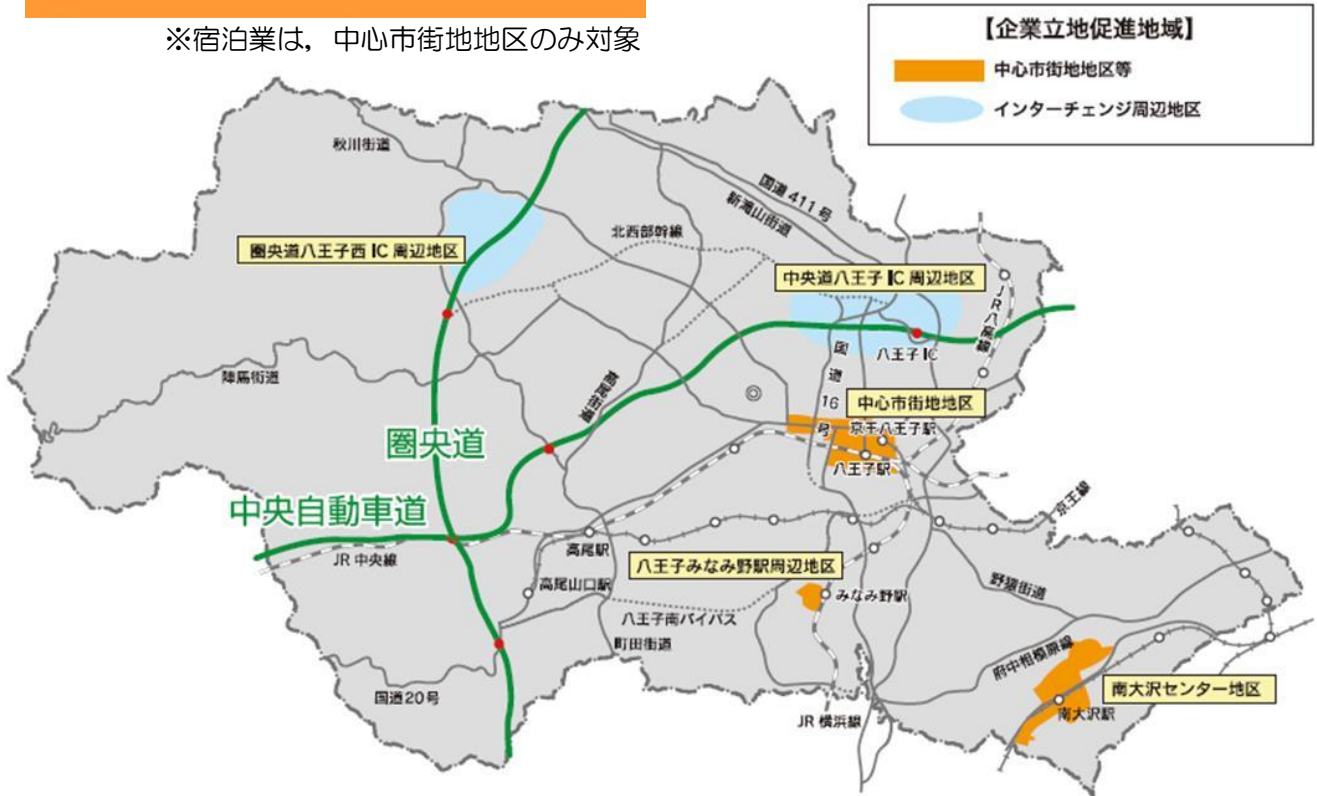 ※宿泊業は，中心市街地地区のみ対象
【企業立地促進地域】
中心市街地地区等
インターチェンジ周辺地区
秋川街道
国道411号
新滝山街道
北西部幹線
圏央道八王子西IC周辺地区
中央道八王子IC周辺地区
JR八高線
八王子IC
国道16号
陣馬街道
高尾街道
中心市街地地区
京王八王子駅
圏央道
八王子駅
中央自動車道
京王線
JR中央線
高尾駅
八王子みなみ野駅周辺地区
高尾山口駅
みなみ野駅
野猿街道
八王子南バイパス
町田街道
府中相模原線
国道20号
南大沢センター地区
南大沢駅
JR横浜線